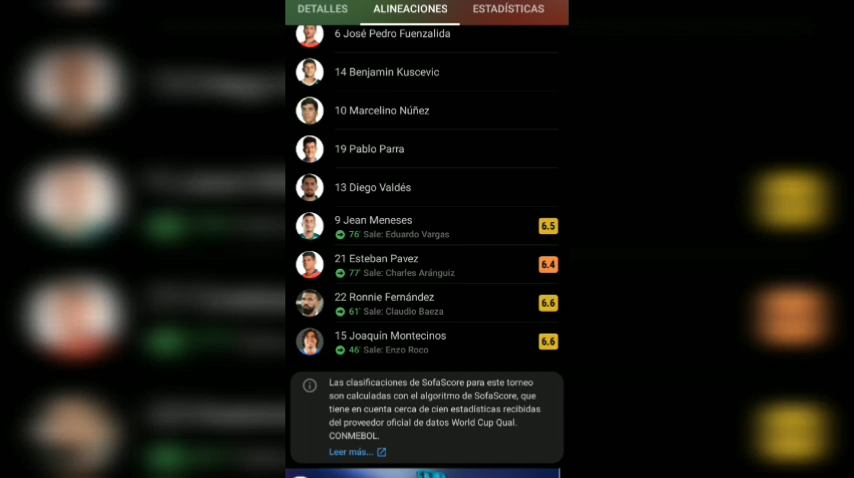 DETALLES ALINEACIONES ESTADÍSTICAS
6 José Pedro Fuenzalida
14 Benjamin Kuscevic
10 Marcelino Núñez
19 Pablo Parra
13 Diego Valdés
9 Jean Meneses
76' Sale: Eduardo Vargas
6.5
21 Esteban Pavez
77' Sale: Charles Aránguiz
6.4
22 Ronnie Fernández
61' Sale: Claudio Baeza
6.6
15 Joaquín Montecinos
46' Sale: Enzo Roco
6.6
Las clasificaciones de SofaScore para este torneo
son calculadas con el algoritmo de SofaScore, que
tiene en cuenta cerca de cien estadísticas recibidas
del proveedor oficial de datos World Cup Qual.
CONMEBOL.
Leer más...